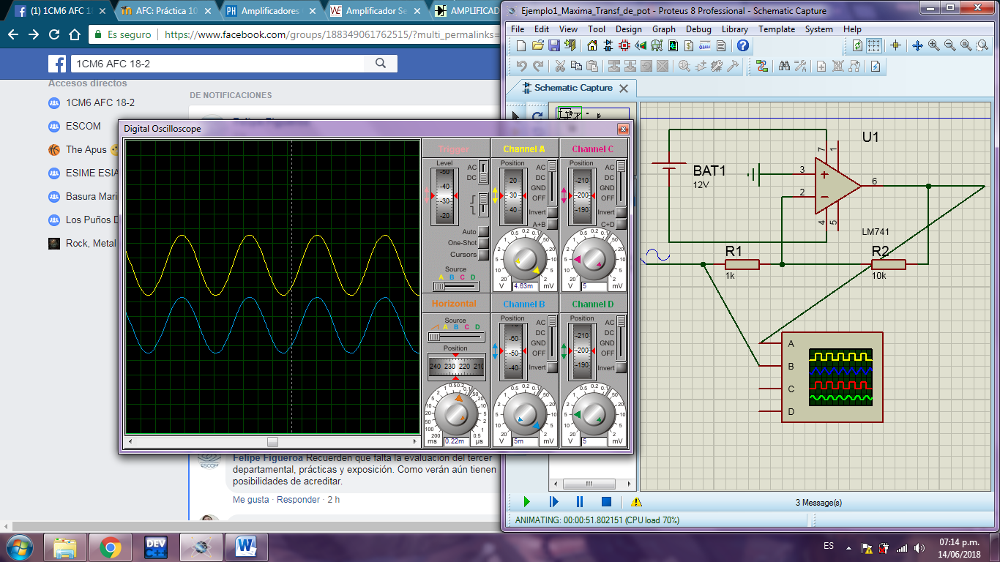 (1) 1CM6 AFC 1
AFC: Práctica 10
Amplificadores
Amplificador Se
AMPLIFICAD
Es seguro
https://www.facebook.com/groups/188349061762515/?multi_permalinks=
1CM6 AFC 18-2
Accesos directos
1CM6 AFC 18-2
ESCOM
The Apus
ESIME ESIA
Basura Mari
Los Puños D
Rock, Metal
DE NOTIFICACIONES
Felipe Figueroa Recuerden que falta la evaluación del tercer
departamental, prácticas y exposición. Como verán aún tienen
posibilidades de acreditar.
Me gusta · Responder · 2 h
Ejemplo1_Maxima_Transf_de_pot - Proteus 8 Professional - Schematic Capture
File Edit View Tool Design Graph Debug Library Template System Help
Schematic Capture
Digital Oscilloscope
Trigger
Level
-50
-40
-30
-20
AC
DC
Auto
One-Shot
Cursors
Source
A B C D
Horizontal
Source
A B C D
Position
240 230 220 210
ms
0.22m
µs
Channel A
Position
20
30
40
AC
DC
GND
OFF
Invert
A+B
V
4.63m
mV
Channel B
Position
-60
-50
-40
AC
DC
GND
OFF
Invert
V
5m
mV
Channel C
Position
-210
-200
-190
AC
DC
GND
OFF
Invert
C+D
V
5
mV
Channel D
Position
-210
-200
-190
AC
DC
GND
OFF
Invert
V
5
mV
BAT1
12V
U1
7
1
3
2
6
4
5
LM741
R1
1k
R2
10k
A
B
C
D
3 Message(s)
ANIMATING: 00:00:51.802151 (CPU load 70%)
ES
07:14 p.m.
14/06/2018